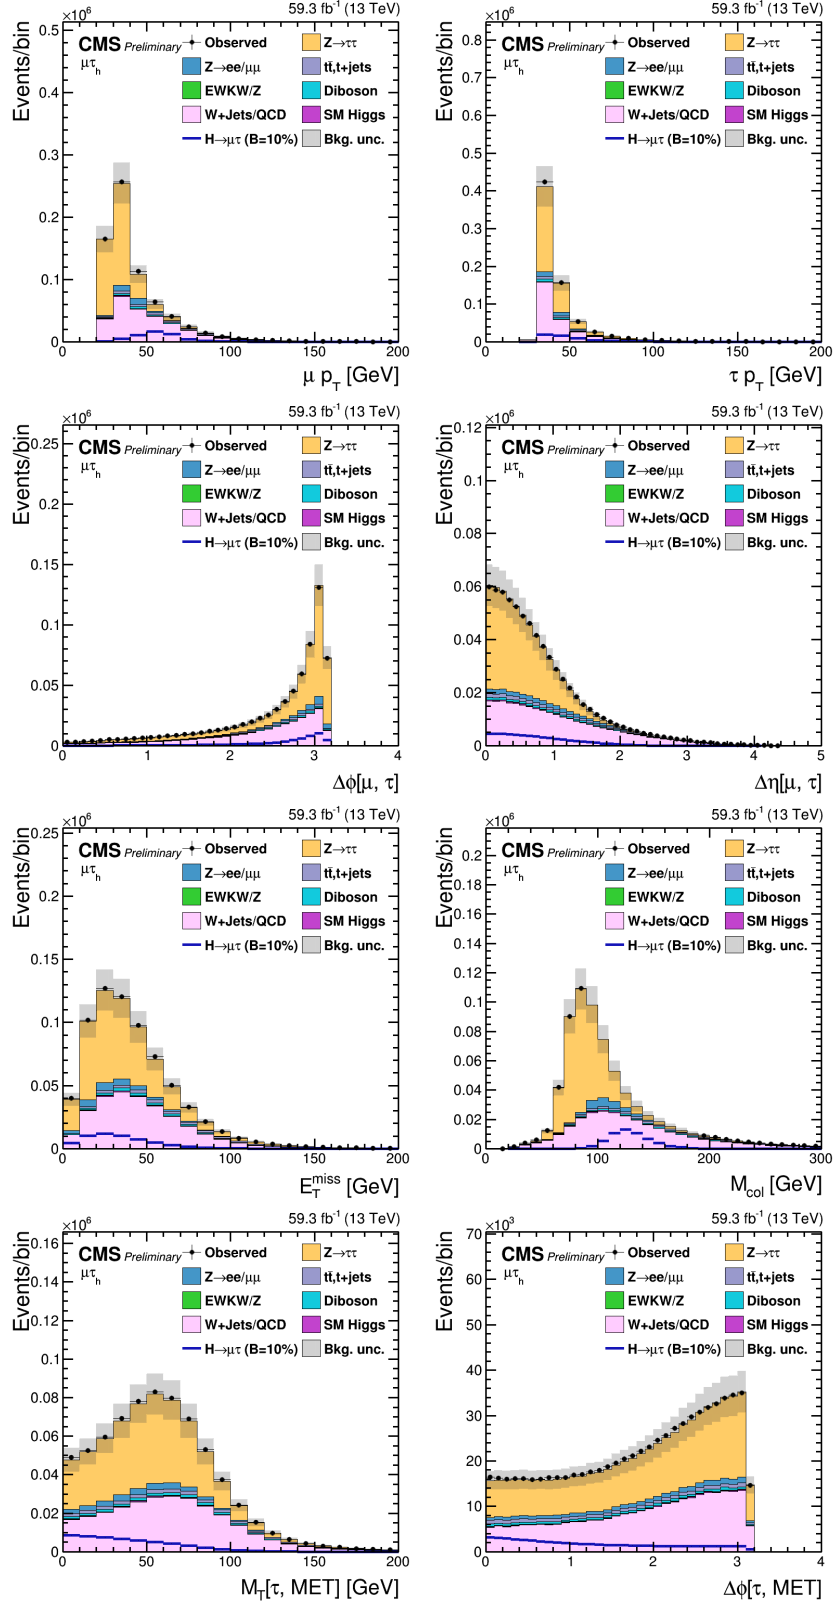 ×10⁶ 59.3 fb⁻¹ (13 TeV)
Events/bin
0.5
0.4
0.3
0.2
0.1
0
CMS Preliminary
μτh
Observed Z→ττ
Z→ee/μμ tt̄,t+jets
EWKW/Z Diboson
W+Jets/QCD SM Higgs
H→μτ (B=10%) Bkg. unc.
0 50 100 150 200
μ pT [GeV]
×10⁶ 59.3 fb⁻¹ (13 TeV)
Events/bin
0.8
0.7
0.6
0.5
0.4
0.3
0.2
0.1
0
CMS Preliminary
μτh
Observed Z→ττ
Z→ee/μμ tt̄,t+jets
EWKW/Z Diboson
W+Jets/QCD SM Higgs
H→μτ (B=10%) Bkg. unc.
0 50 100 150 200
τ pT [GeV]
×10⁶ 59.3 fb⁻¹ (13 TeV)
Events/bin
0.25
0.2
0.15
0.1
0.05
0
CMS Preliminary
μτh
Observed Z→ττ
Z→ee/μμ tt̄,t+jets
EWKW/Z Diboson
W+Jets/QCD SM Higgs
H→μτ (B=10%) Bkg. unc.
0 1 2 3 4
Δϕ[μ, τ]
×10⁶ 59.3 fb⁻¹ (13 TeV)
Events/bin
0.12
0.1
0.08
0.06
0.04
0.02
0
CMS Preliminary
μτh
Observed Z→ττ
Z→ee/μμ tt̄,t+jets
EWKW/Z Diboson
W+Jets/QCD SM Higgs
H→μτ (B=10%) Bkg. unc.
0 1 2 3 4 5
Δη[μ, τ]
×10⁶ 59.3 fb⁻¹ (13 TeV)
Events/bin
0.25
0.2
0.15
0.1
0.05
0
CMS Preliminary
μτh
Observed Z→ττ
Z→ee/μμ tt̄,t+jets
EWKW/Z Diboson
W+Jets/QCD SM Higgs
H→μτ (B=10%) Bkg. unc.
0 50 100 150 200
ETmiss [GeV]
×10⁶ 59.3 fb⁻¹ (13 TeV)
Events/bin
0.2
0.18
0.16
0.14
0.12
0.1
0.08
0.06
0.04
0.02
0
CMS Preliminary
μτh
Observed Z→ττ
Z→ee/μμ tt̄,t+jets
EWKW/Z Diboson
W+Jets/QCD SM Higgs
H→μτ (B=10%) Bkg. unc.
0 100 200 300
Mcol [GeV]
×10⁶ 59.3 fb⁻¹ (13 TeV)
Events/bin
0.16
0.14
0.12
0.1
0.08
0.06
0.04
0.02
0
CMS Preliminary
μτh
Observed Z→ττ
Z→ee/μμ tt̄,t+jets
EWKW/Z Diboson
W+Jets/QCD SM Higgs
H→μτ (B=10%) Bkg. unc.
0 50 100 150 200
MT[τ, MET] [GeV]
×10³ 59.3 fb⁻¹ (13 TeV)
Events/bin
70
60
50
40
30
20
10
0
CMS Preliminary
μτh
Observed Z→ττ
Z→ee/μμ tt̄,t+jets
EWKW/Z Diboson
W+Jets/QCD SM Higgs
H→μτ (B=10%) Bkg. unc.
0 1 2 3 4
Δϕ[τ, MET]